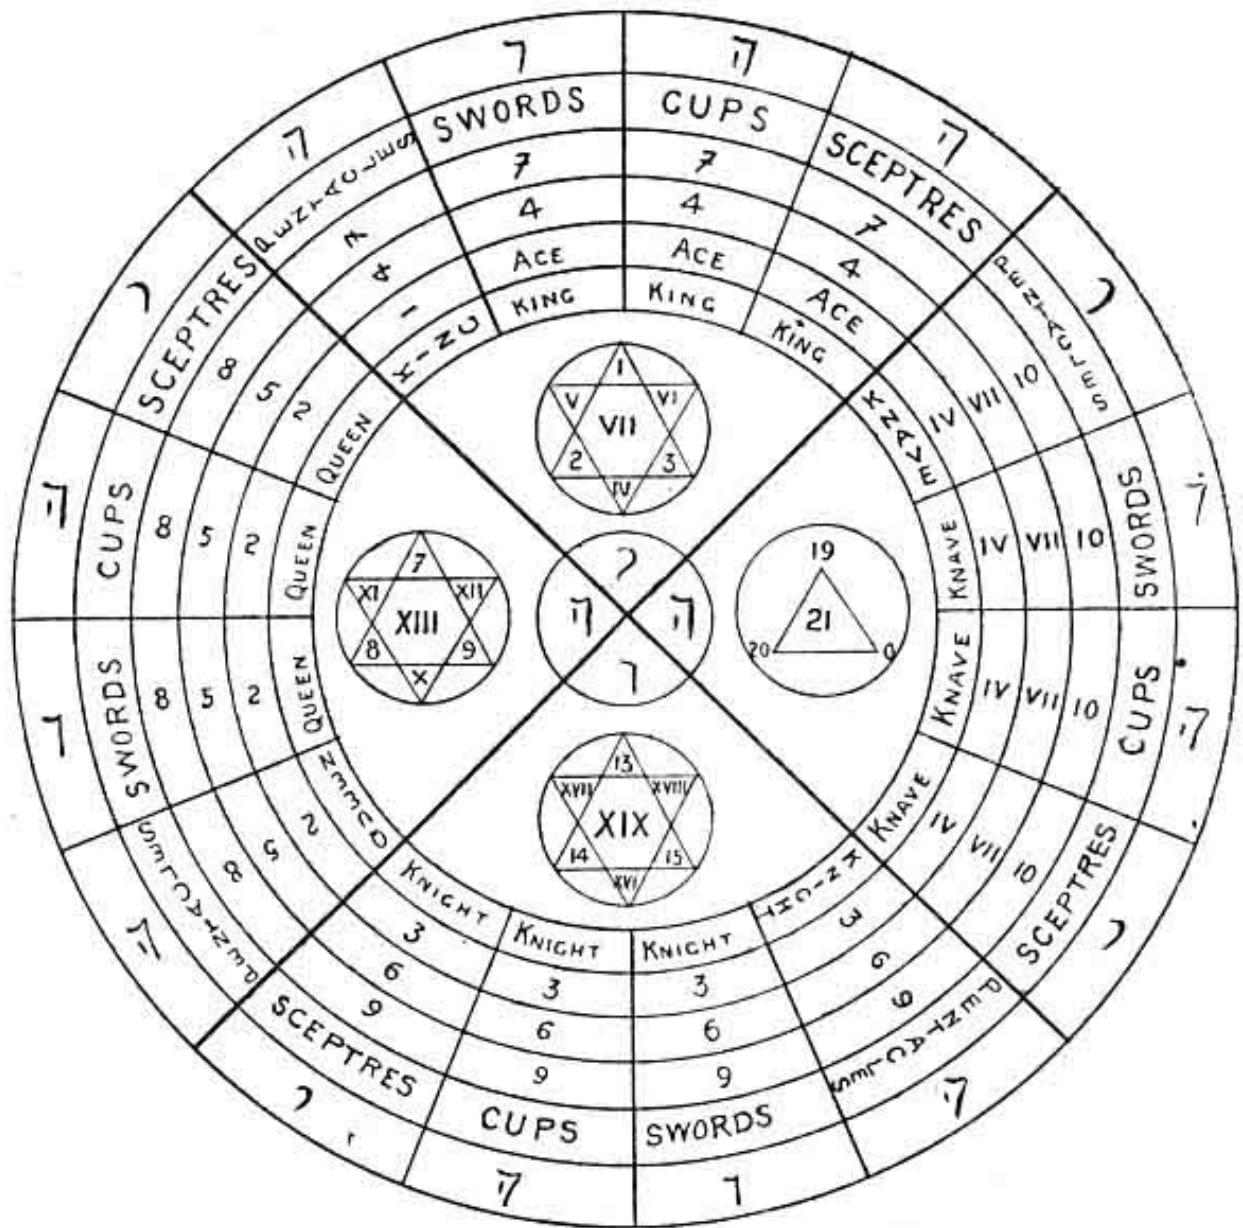 ה
PENTACLES
7
4
1
KING
ו
SWORDS
7
4
ACE
KING
ה
CUPS
7
4
ACE
KING
ה
SCEPTRES
7
4
ACE
KING
PENTACLES
10
VII
IV
KNAVE
SWORDS
10
VII
IV
KNAVE
ה
CUPS
10
VII
IV
KNAVE
SCEPTRES
10
VII
IV
KNAVE
ה
PENTACLES
9
6
3
KNIGHT
ו
SWORDS
9
6
3
KNIGHT
ה
CUPS
9
6
3
KNIGHT
SCEPTRES
9
6
3
KNIGHT
PENTACLES
8
5
2
QUEEN
ו
SWORDS
8
5
2
QUEEN
ה
CUPS
8
5
2
QUEEN
SCEPTRES
8
5
2
QUEEN
1
V VI
VII
2 3
IV
7
XI XII
XIII
8 9
X
ה ה
ו
19
21
20 0
13
XVII XVIII
XIX
14 15
XVI